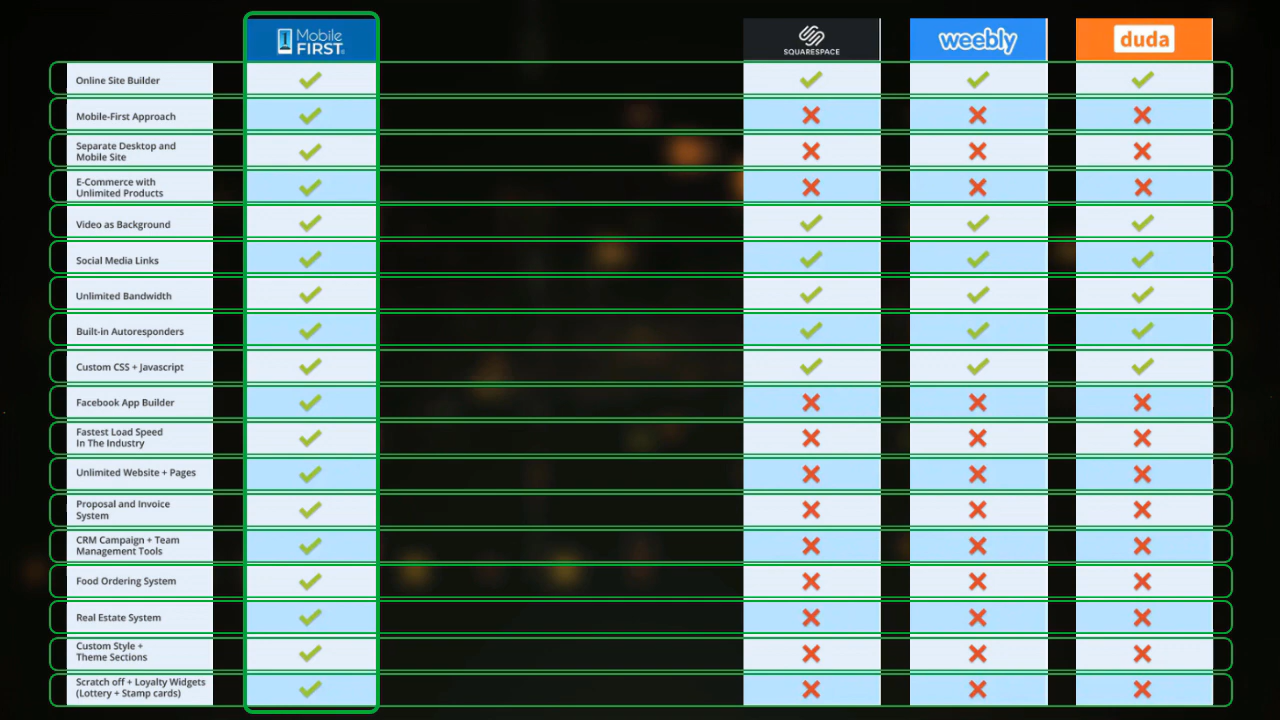 Mobile
FIRST
SQUARESPACE
weebly
duda
Online Site Builder
Mobile-First Approach
Separate Desktop and
Mobile Site
E-Commerce with
Unlimited Products
Video as Background
Social Media Links
Unlimited Bandwidth
Built-in Autoresponders
Custom CSS + Javascript
Facebook App Builder
Fastest Load Speed
In The Industry
Unlimited Website + Pages
Proposal and Invoice
System
CRM Campaign + Team
Management Tools
Food Ordering System
Real Estate System
Custom Style +
Theme Sections
Scratch off + Loyalty Widgets
(Lottery + Stamp cards)